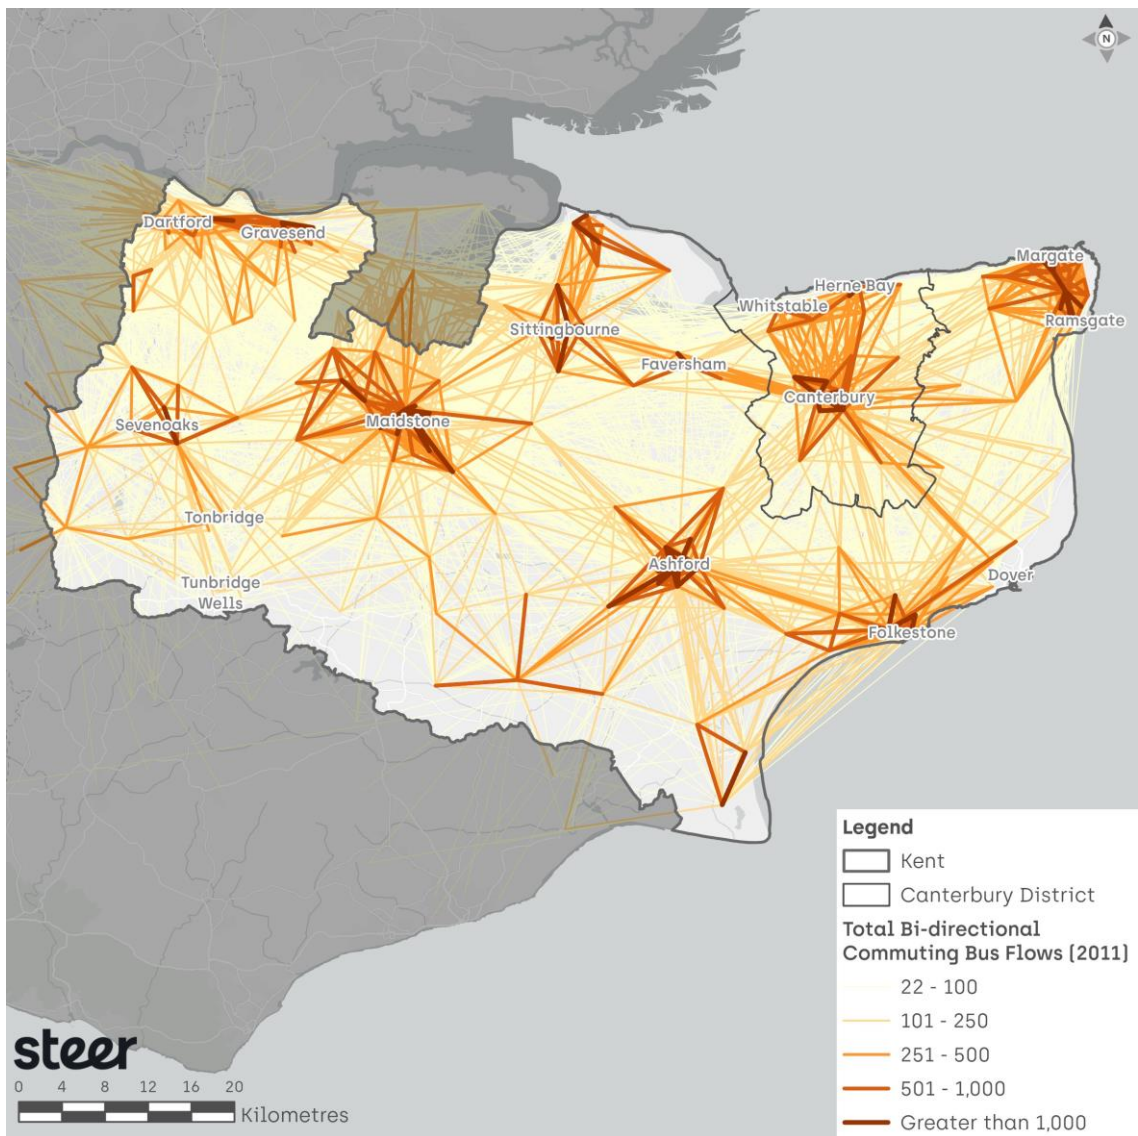 N
Dartford
Gravesend
Margate
Herne Bay
Whitstable
Ramsgate
Sittingbourne
Faversham
Canterbury
Sevenoaks
Maidstone
Tonbridge
Ashford
Tunbridge
Wells
Dover
Folkestone
Legend
Kent
Canterbury District
Total Bi-directional
Commuting Bus Flows (2011)
22 - 100
101 - 250
251 - 500
501 - 1,000
Greater than 1,000
steer
0 4 8 12 16 20
Kilometres